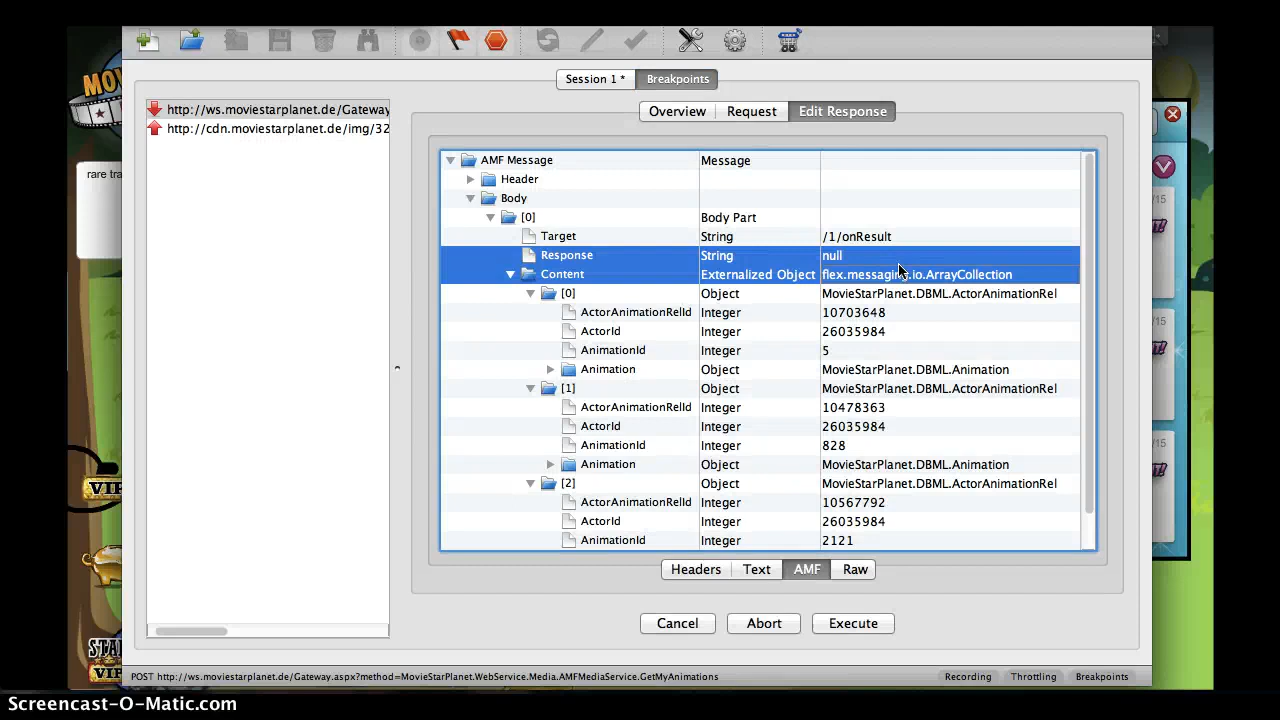 Session 1 *
Breakpoints
http://ws.moviestarplanet.de/Gateway
http://cdn.moviestarplanet.de/img/32
Overview
Request
Edit Response
AMF Message Message
Header
Body
[0] Body Part
Target String /1/onResult
Response String null
Content Externalized Object flex.messaging.io.ArrayCollection
[0] Object MovieStarPlanet.DBML.ActorAnimationRel
ActorAnimationRelId Integer 10703648
ActorId Integer 26035984
AnimationId Integer 5
Animation Object MovieStarPlanet.DBML.Animation
[1] Object MovieStarPlanet.DBML.ActorAnimationRel
ActorAnimationRelId Integer 10478363
ActorId Integer 26035984
AnimationId Integer 828
Animation Object MovieStarPlanet.DBML.Animation
[2] Object MovieStarPlanet.DBML.ActorAnimationRel
ActorAnimationRelId Integer 10567792
ActorId Integer 26035984
AnimationId Integer 2121
Headers
Text
AMF
Raw
Cancel
Abort
Execute
POST http://ws.moviestarplanet.de/Gateway.aspx?method=MovieStarPlanet.WebService.Media.AMFMediaService.GetMyAnimations
Recording
Throttling
Breakpoints
rare tra
VIP
VIP
/15
/15
/15
Screencast-O-Matic.com